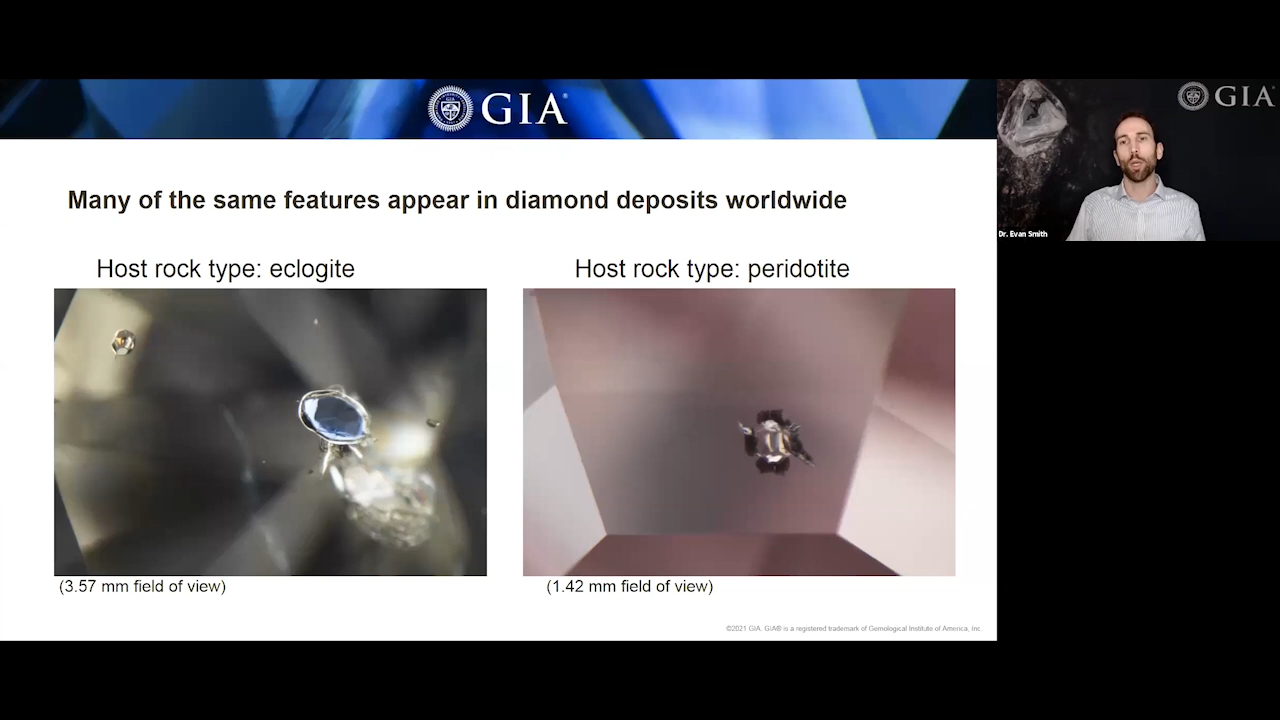 GIA
GIA
Dr. Evan Smith
Many of the same features appear in diamond deposits worldwide
Host rock type: eclogite
Host rock type: peridotite
(3.57 mm field of view)
(1.42 mm field of view)
©2021 GIA. GIA® is a registered trademark of Gemological Institute of America, Inc